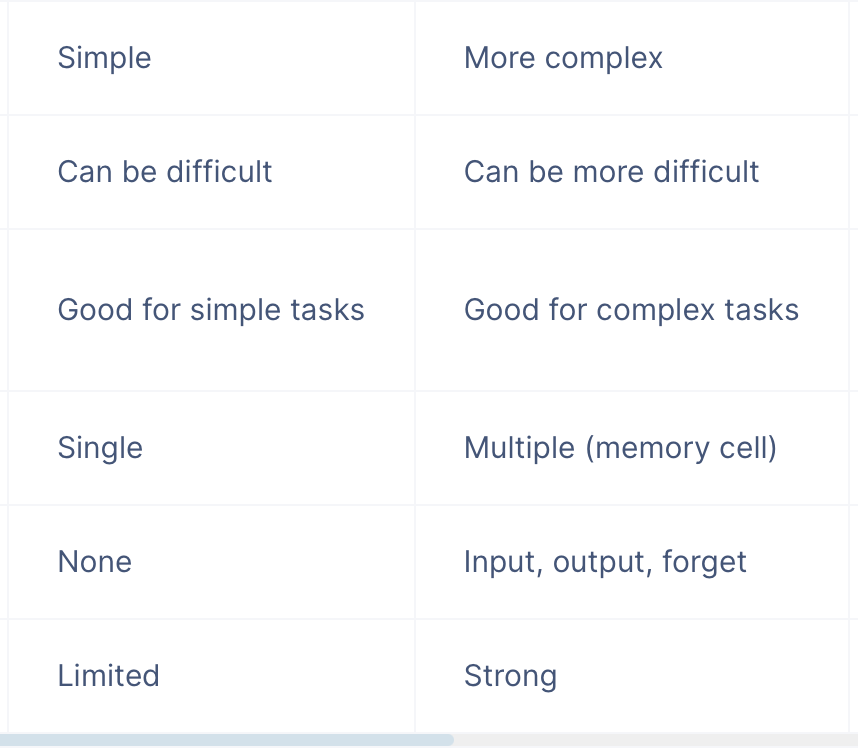 Simple More complex
Can be difficult Can be more difficult
Good for simple tasks Good for complex tasks
Single Multiple (memory cell)
None Input, output, forget
Limited Strong